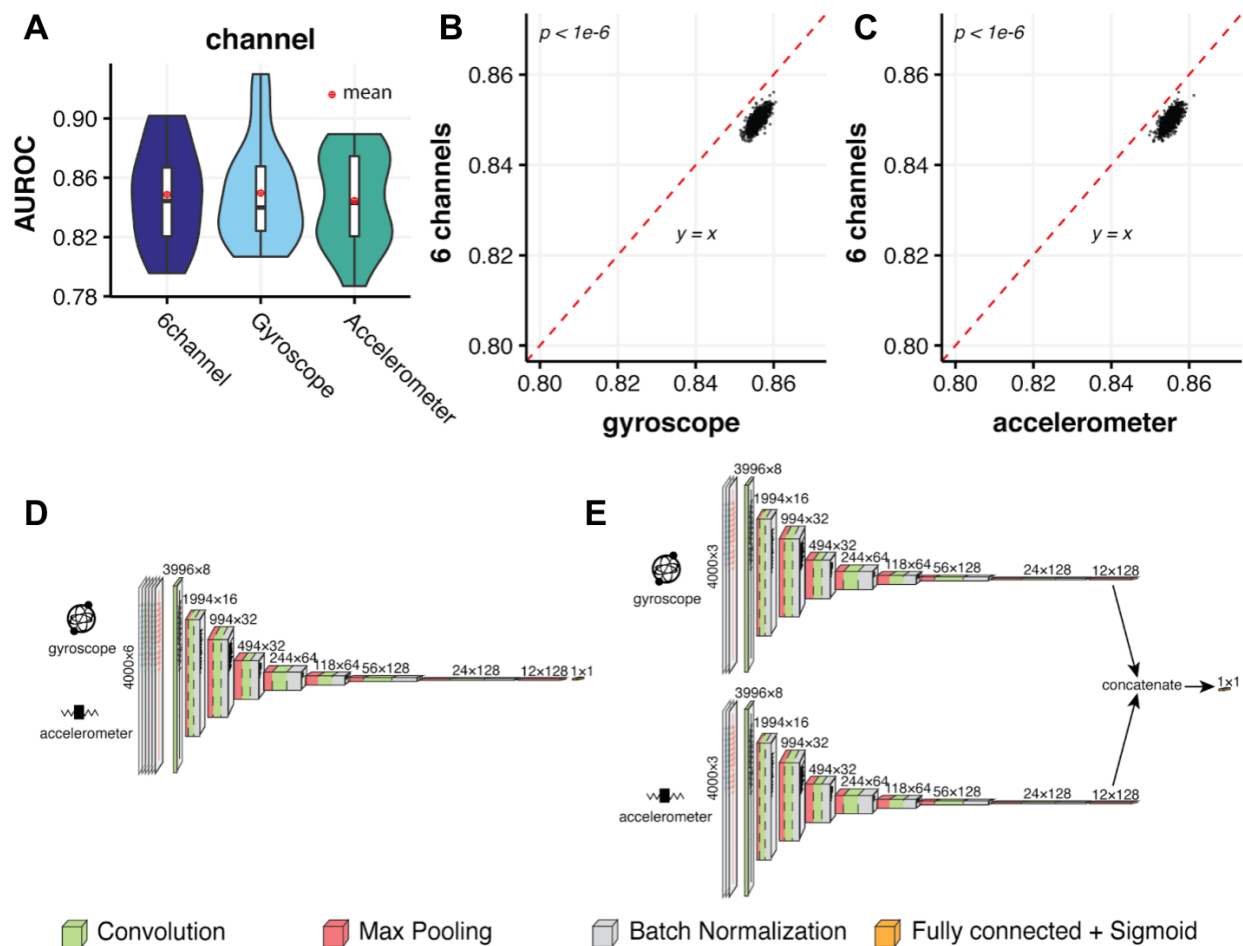 A
channel
mean
AUROC
0.90
0.86
0.82
0.78
6channel
Gyroscope
Accelerometer
B
p < 1e-6
6 channels
0.86
0.84
0.82
0.80
y = x
0.80 0.82 0.84 0.86
gyroscope
C
p < 1e-6
6 channels
0.86
0.84
0.82
0.80
y = x
0.80 0.82 0.84 0.86
accelerometer
D
gyroscope
accelerometer
4000×6
3996×8
1994×16
994×32
494×32
244×64
118×64
56×128
24×128
12×128
1×1
E
gyroscope
4000×3
3996×8
1994×16
994×32
494×32
244×64
118×64
56×128
24×128
12×128
accelerometer
4000×3
3996×8
1994×16
994×32
494×32
244×64
118×64
56×128
24×128
12×128
concatenate
1×1
Convolution
Max Pooling
Batch Normalization
Fully connected + Sigmoid